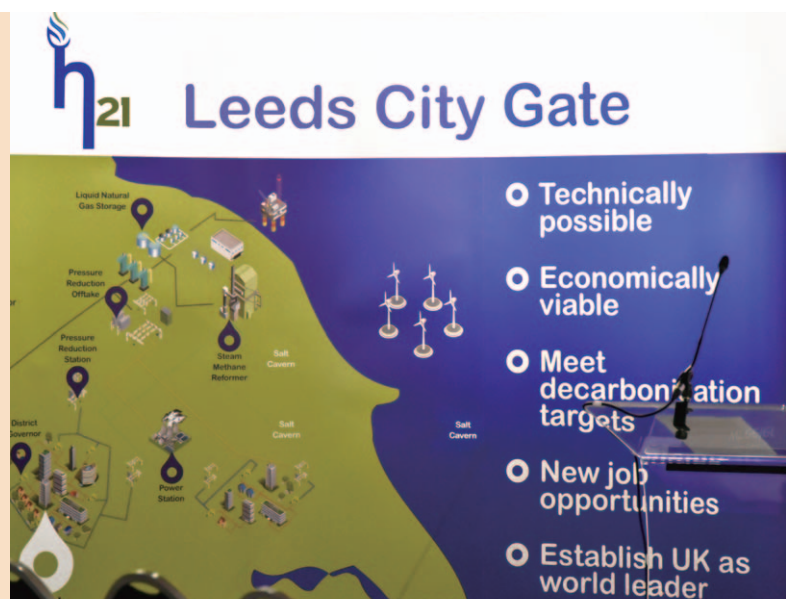 h21
Leeds City Gate
Liquid Natural
Gas Storage
Pressure
Reduction
Offtake
Pressure
Reduction
Station
Steam
Methane
Reformer
Salt
Cavern
District
Governor
Power
Station
Salt
Cavern
Salt
Cavern
Technically
possible
Economically
viable
Meet
decarbonisation
targets
New job
opportunities
Establish UK as
world leader